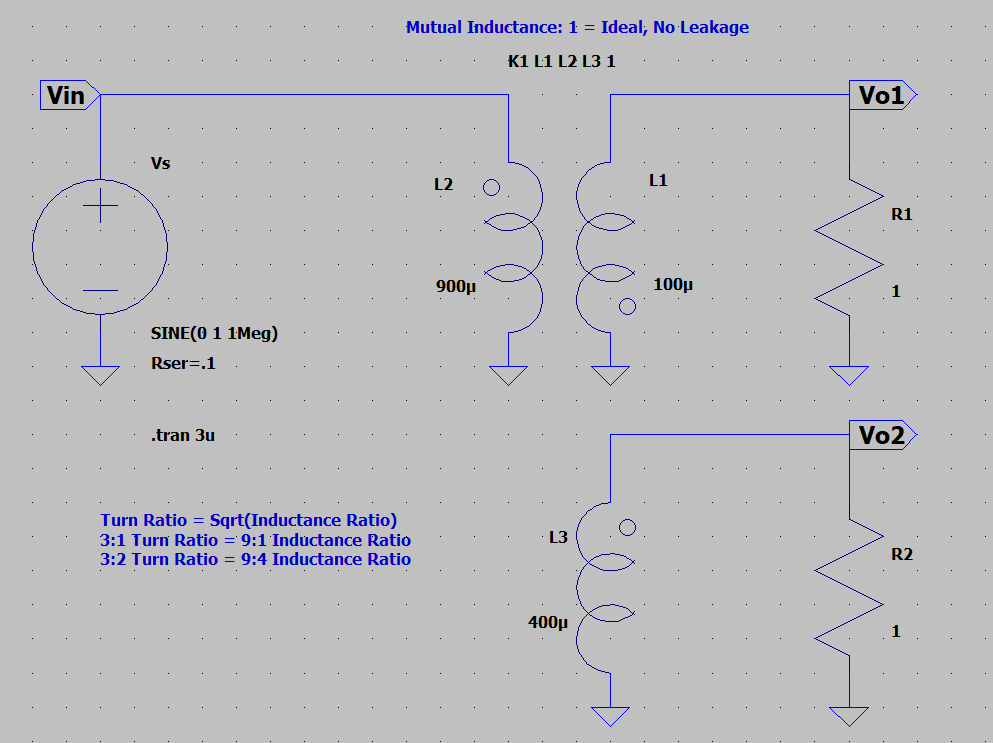 Mutual Inductance: 1 = Ideal, No Leakage
K1 L1 L2 L3 1
Vin
Vo1
Vs
L2
L1
R1
900µ
100µ
1
SINE(0 1 1Meg)
Rser=.1
.tran 3u
Vo2
Turn Ratio = Sqrt(Inductance Ratio)
3:1 Turn Ratio = 9:1 Inductance Ratio
3:2 Turn Ratio = 9:4 Inductance Ratio
L3
R2
400µ
1